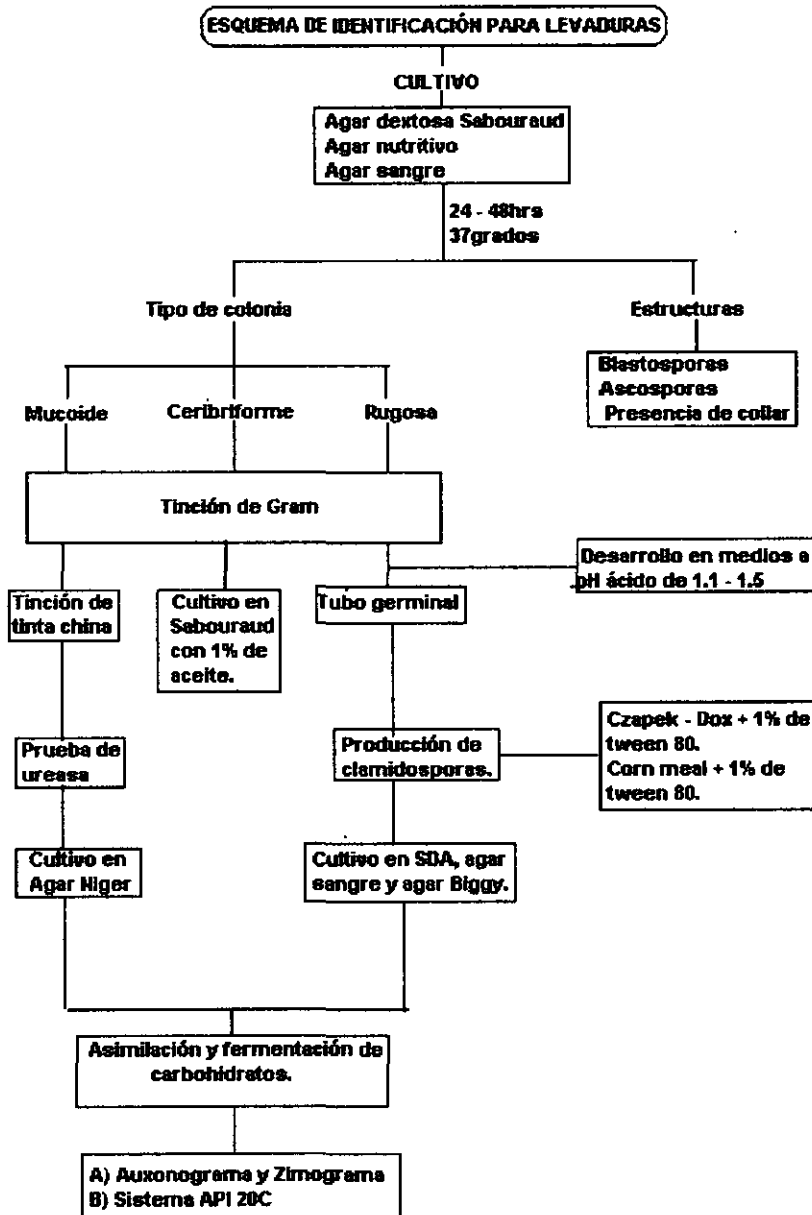 ESQUEMA DE IDENTIFICACIÓN PARA LEVADURAS
CULTIVO
Agar dextosa Sabouraud
Agar nutritivo
Agar sangre
24 - 48hrs
37grados
Tipo de colonia
Estructuras
Blastosporas
Ascosporas
Presencia de collar
Mucoide
Ceribriforme
Rugosa
Tinción de Gram
Desarrollo en medios a
pH ácido de 1.1 - 1.5
Tinción de
tinta china
Cultivo en
Sabouraud
con 1% de
aceite.
Tubo germinal
Prueba de
ureasa
Producción de
clamidosporas.
Czapek - Dox + 1% de
tween 80.
Corn meal + 1% de
tween 80.
Cultivo en
Agar Niger
Cultivo en SDA, agar
sangre y agar Biggy.
Asimilación y fermentación de
carbohidratos.
A) Auxonograma y Zimograma
B) Sistema API 20C